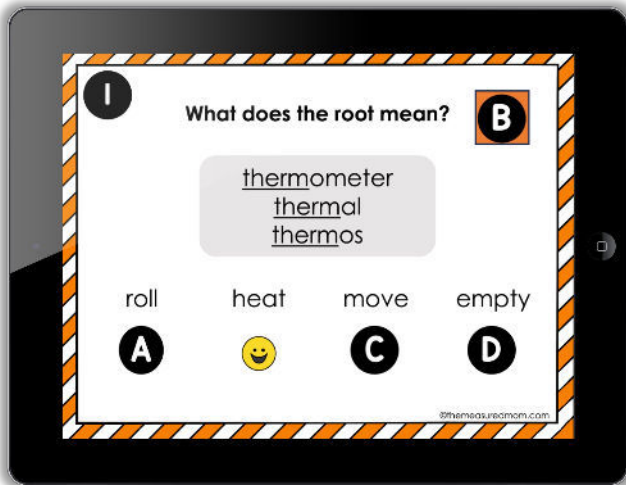 1
What does the root mean?
B
thermometer
thermal
thermos
roll heat move empty
A C D
©themeasuredmom.com